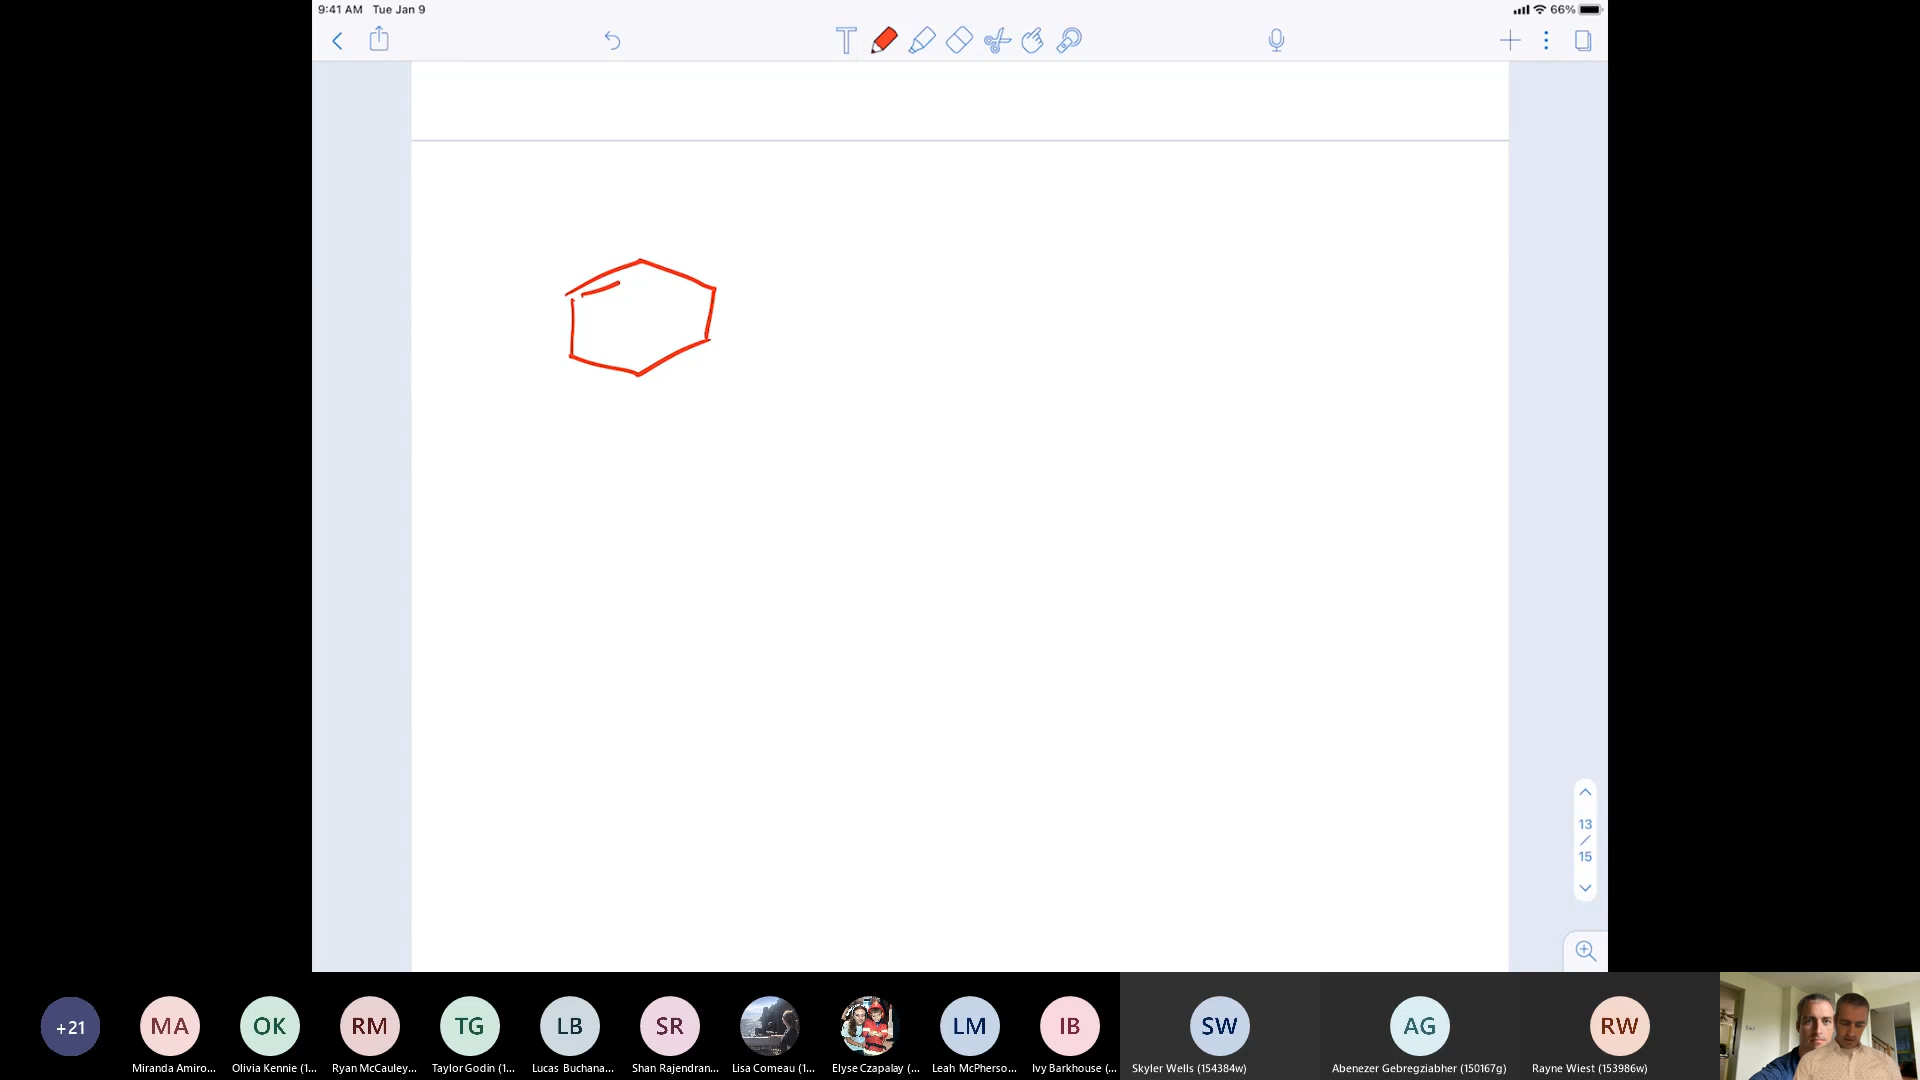 9:41 AM Tue Jan 9
66%
T
13
/
15
+21
MA
OK
RM
TG
LB
SR
LM
IB
SW
AG
RW
Miranda Amiro...
Olivia Kennie (1...
Ryan McCauley...
Taylor Godin (1...
Lucas Buchana...
Shan Rajendran...
Lisa Comeau (1...
Elyse Czapalay (...
Leah McPherso...
Ivy Barkhouse (...
Skyler Wells (154384w)
Abenezer Gebregziabher (150167g)
Rayne Wiest (153986w)